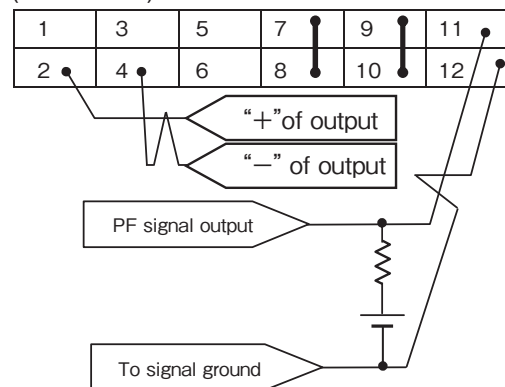 1 3 5 7 9 11
2 4 6 8 10 12
“+”of output
“−” of output
PF signal output
To signal ground